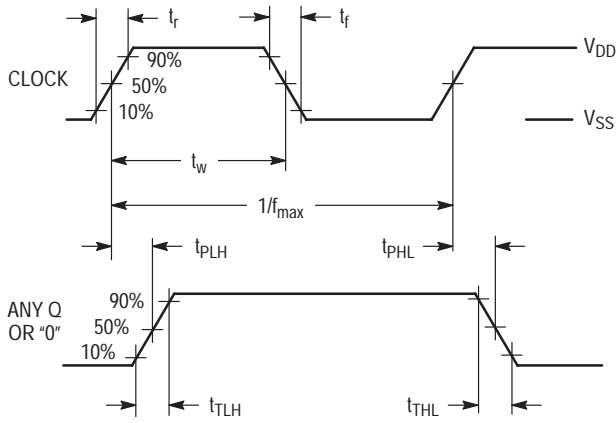 tr
tf
VDD
90%
CLOCK
50%
10%
VSS
tw
1/fmax
tPLH
tPHL
ANY Q
OR "0"
90%
50%
10%
tTLH
tTHL